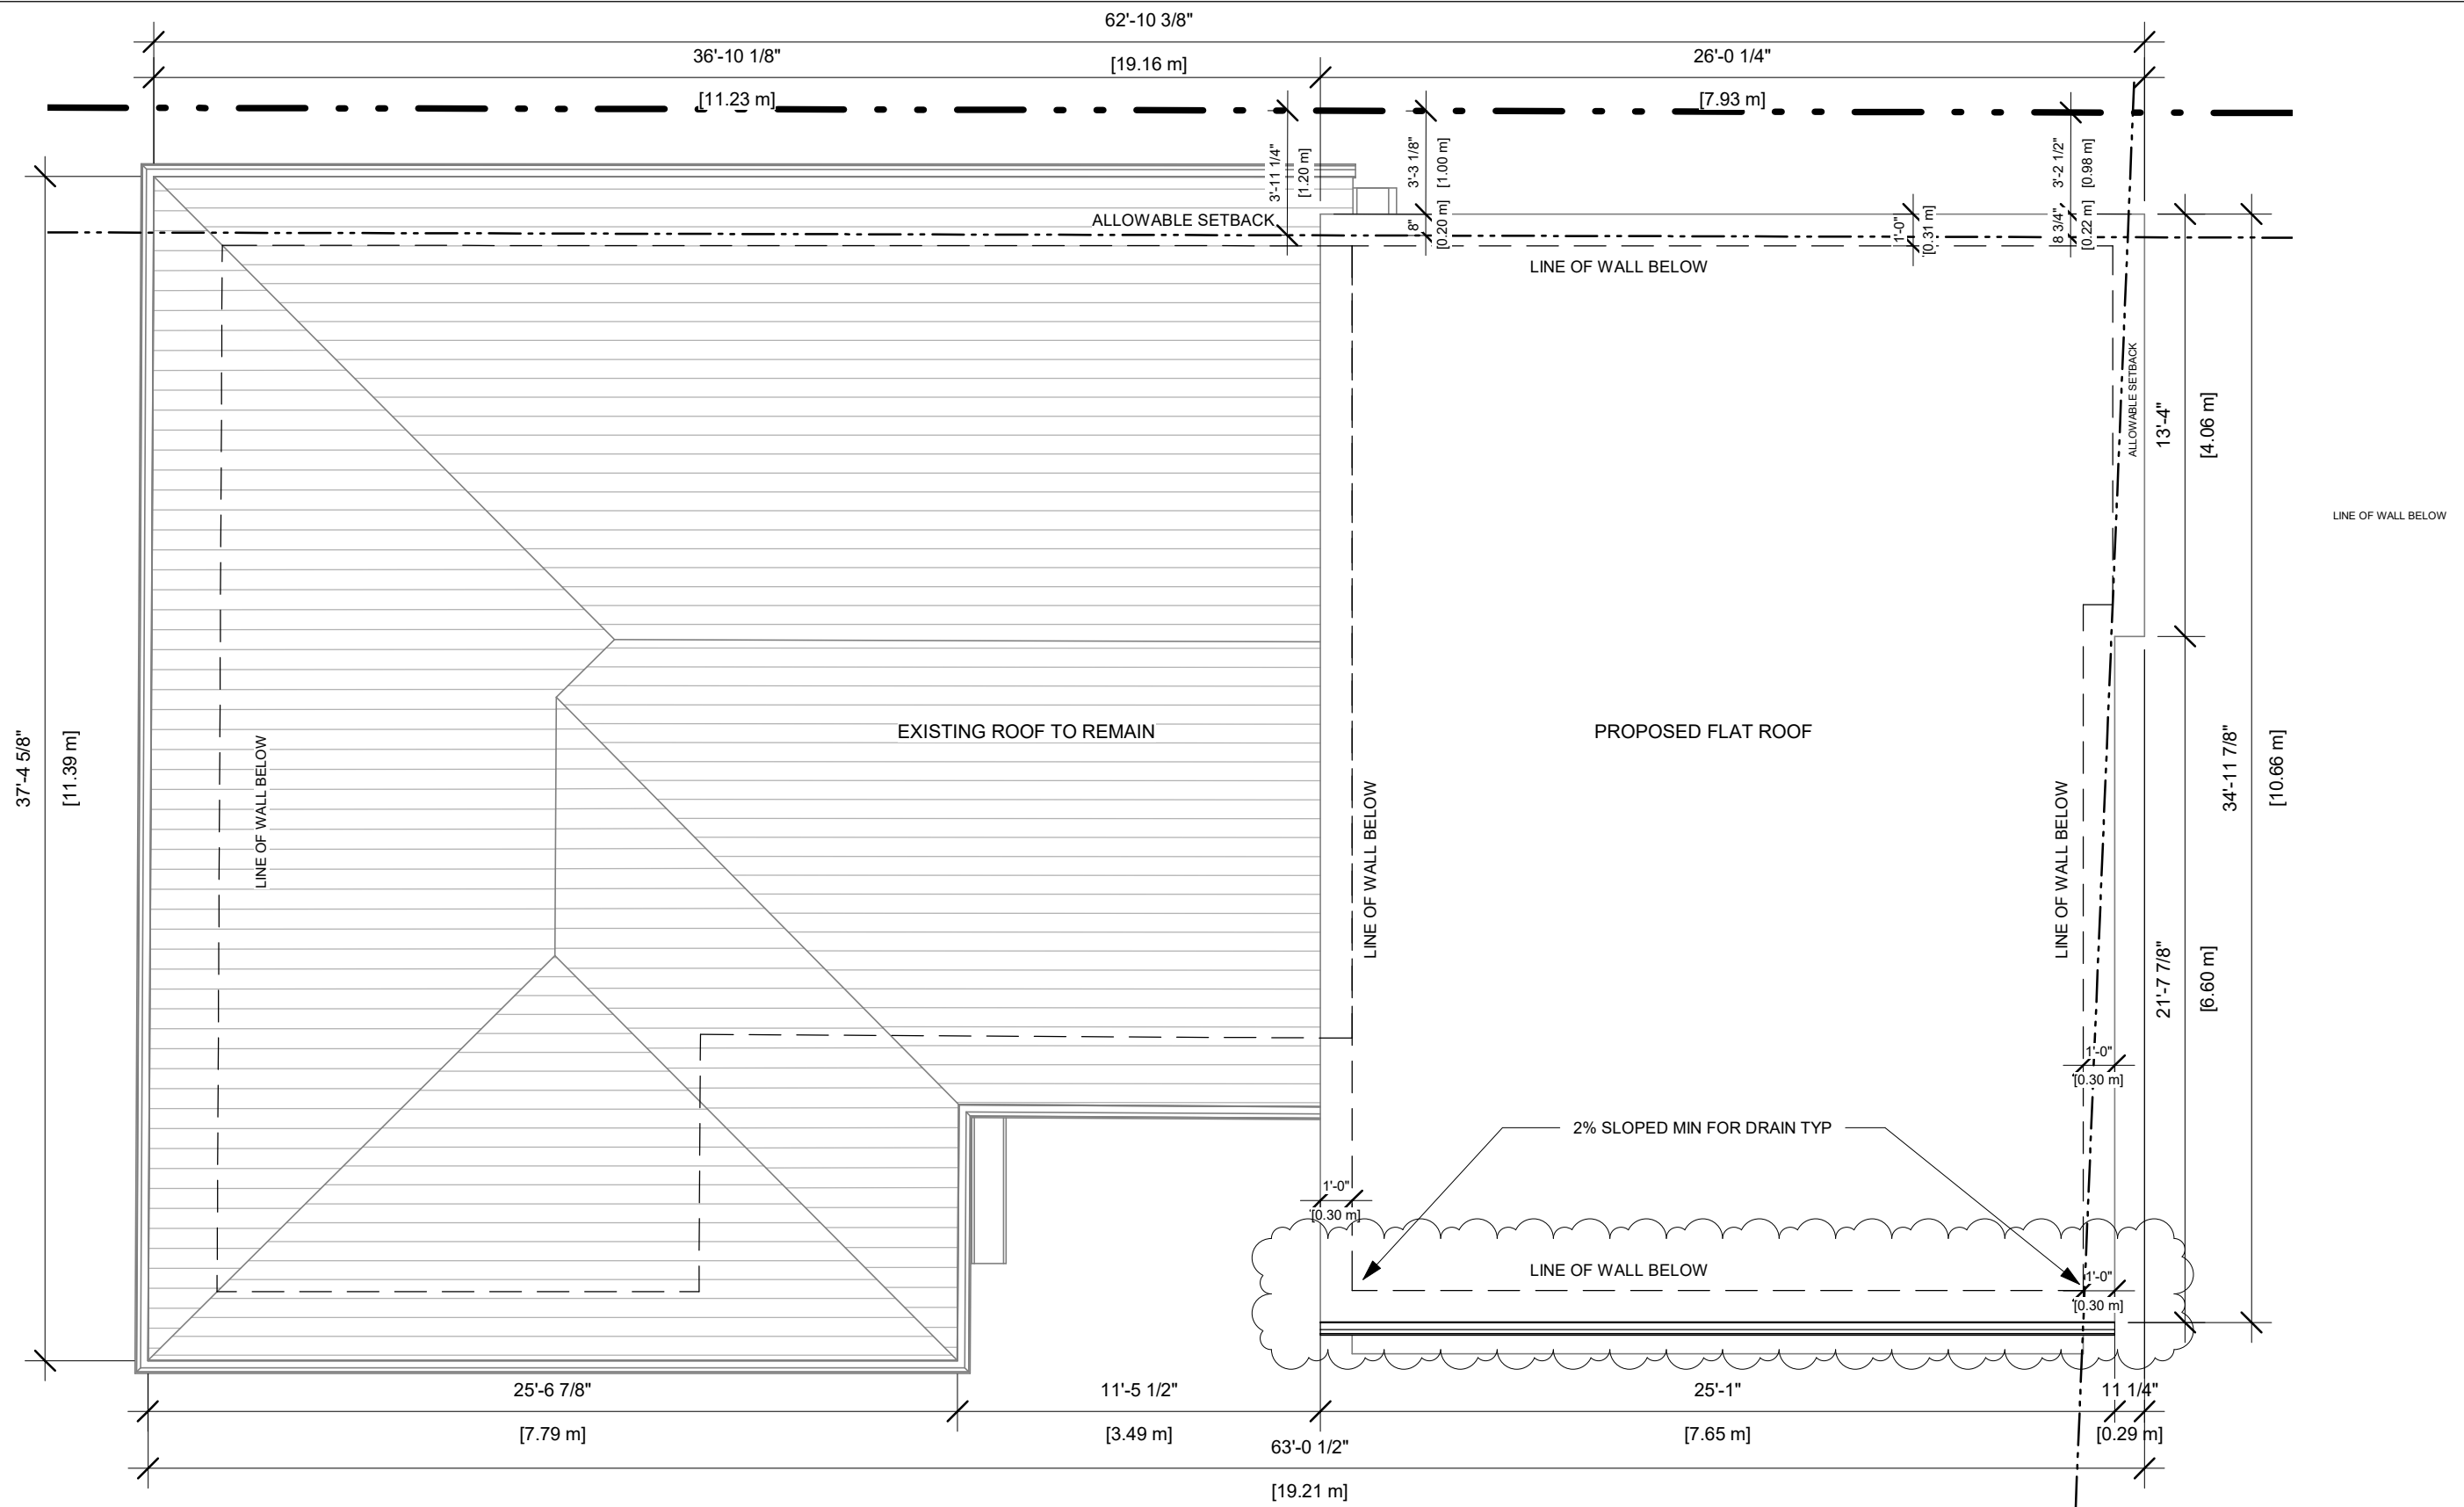 62'-10 3/8"
36'-10 1/8"
[19.16 m]
26'-0 1/4"
[11.23 m]
[7.93 m]
3'-11 1/4"
[1.20 m]
3'-3 1/8"
[1.00 m]
3'-2 1/2"
[0.98 m]
ALLOWABLE SETBACK
8"
[0.20 m]
1'-0"
[0.31 m]
8 3/4"
[0.22 m]
LINE OF WALL BELOW
ALLOWABLE SETBACK
13'-4"
[4.06 m]
LINE OF WALL BELOW
EXISTING ROOF TO REMAIN
PROPOSED FLAT ROOF
37'-4 5/8"
[11.39 m]
LINE OF WALL BELOW
LINE OF WALL BELOW
LINE OF WALL BELOW
34'-11 7/8"
[10.66 m]
21'-7 7/8"
[6.60 m]
1'-0"
[0.30 m]
2% SLOPED MIN FOR DRAIN TYP
1'-0"
[0.30 m]
LINE OF WALL BELOW
1'-0"
[0.30 m]
25'-6 7/8"
11'-5 1/2"
25'-1"
11 1/4"
[7.79 m]
[3.49 m]
[7.65 m]
[0.29 m]
63'-0 1/2"
[19.21 m]